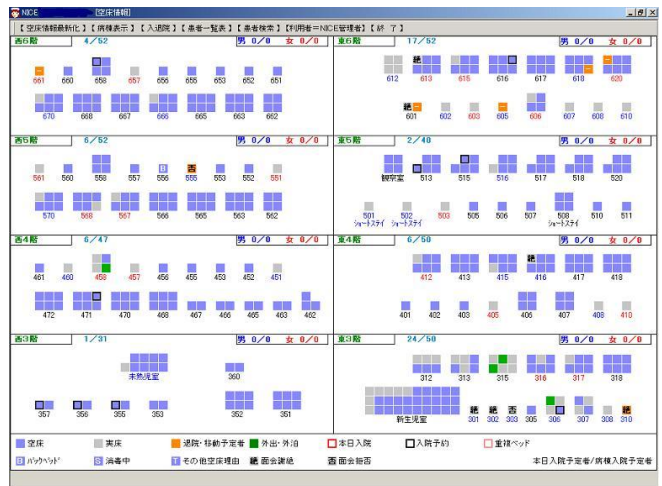 NICE [空床情報]
【空床情報最新化】【病棟表示】【入退院】【患者一覧表】【患者検索】【利用者＝NICE管理者】【終 了】
西6階 4/52 男 0/0 女 0/0
661 660 658 657 656 655 653 652 651
670 668 667 666 665 663 662
東6階 17/52 男 0/0 女 0/0
絶
612 613 615 616 617 618 620
絶
601 602 603 605 606 607 608 610
西5階 6/52 男 0/0 女 0/0
B 否
561 560 558 557 556 555 553 552 551
570 568 567 566 565 563 562
東5階 2/40 男 0/0 女 0/0
観察室 513 515 516 517 518 520
501 502 503 505 506 507 508 510 511
ショートステイ ショートステイ ショートステイ
西4階 6/47 男 0/0 女 0/0
461 460 458 457 456 455 453 452 451
472 471 470 468 467 466 465 463 462
東4階 6/50 男 0/0 女 0/0
絶
412 413 415 416 417 418
401 402 403 405 406 407 408 410
西3階 1/31 男 0/0 女 0/0
未熟児室 360
357 356 355 353 352 351
東3階 24/50 男 0/0 女 0/0
312 313 315 316 317 318
絶 絶 否 絶
新生児室 301 302 303 305 306 307 308 310
空床 実床 退院・移動予定者 外出・外泊 本日入院 入院予約 重複ベッド
B バックベッド S 消毒中 T その他空床理由 絶 面会謝絶 否 面会拒否 本日入院予定者/病棟入院予定者